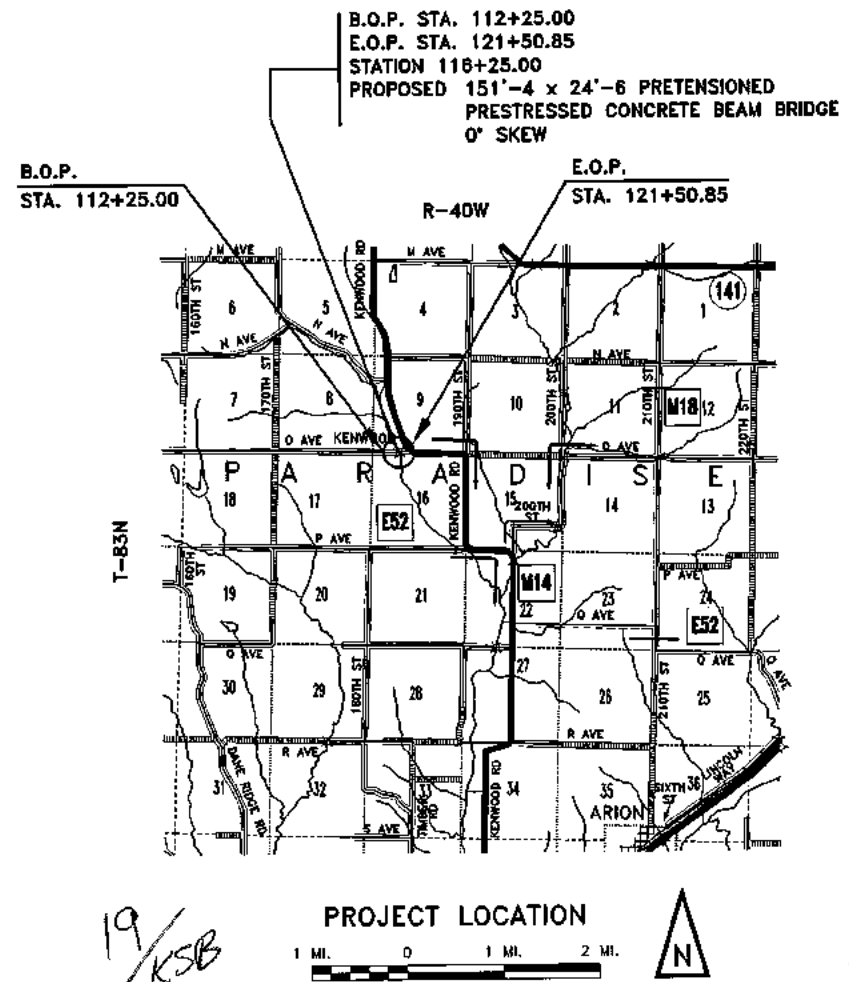 B.O.P. STA. 112+25.00
E.O.P. STA. 121+50.85
STATION 116+25.00
PROPOSED 151'-4 x 24'-6 PRETENSIONED
PRESTRESSED CONCRETE BEAM BRIDGE
0° SKEW
B.O.P.
STA. 112+25.00
E.O.P.
STA. 121+50.85
R-40W
M AVE
KENWOOD RD
M AVE
141
160TH ST
6
5
4
3
2
1
N AVE
N AVE
N AVE
7
170TH ST
8
9
190TH ST
10
200TH ST
11
210TH ST
M18
12
220TH ST
O AVE
KENWOOD
O AVE
P A R A D I S E
18
17
16
KENWOOD RD
15
200TH ST
14
13
E52
T-83N
P AVE
160TH ST
M14
P AVE
19
20
21
22
23
24
O AVE
E52
Q AVE
Q AVE
Q AVE
30
29
180TH ST
28
27
26
210TH ST
25
R AVE
R AVE
31
DAME RIDGE RD
32
33
TIMBER RD
KENWOOD RD
34
35
ARION
SIXTH ST
36
LINCOLN WAY
S AVE
19/KSB
PROJECT LOCATION
1 MI. 0 1 MI. 2 MI.
N